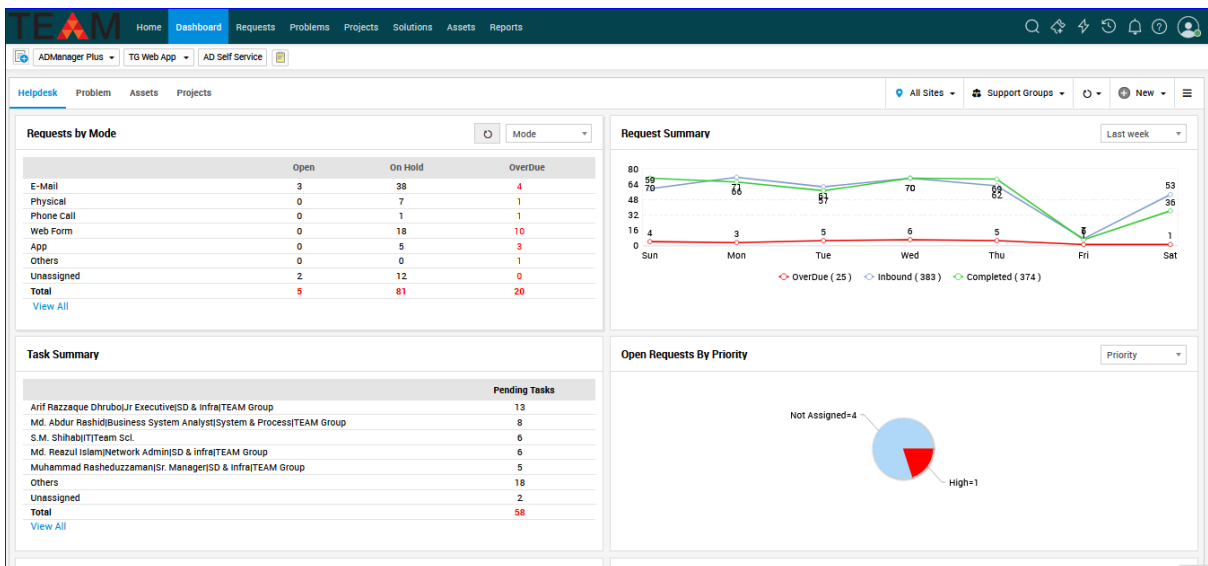 TEAM Home Dashboard Requests Problems Projects Solutions Assets Reports
ADManager Plus TG Web App AD Self Service
Helpdesk Problem Assets Projects All Sites Support Groups New
Requests by Mode Mode
Open On Hold OverDue
E-Mail 3 38 4
Physical 0 7 1
Phone Call 0 1 1
Web Form 0 18 10
App 0 5 3
Others 0 0 1
Unassigned 2 12 0
Total 5 81 20
View All
Request Summary Last week
80
64
48
32
16
0
59 70
71 66
61 57
70
69 62
7
53
36
4 3 5 6 5 1
Sun Mon Tue Wed Thu Fri Sat
OverDue ( 25 ) Inbound ( 383 ) Completed ( 374 )
Task Summary
Pending Tasks
Arif Razzaque Dhrubo|Jr Executive|SD & Infra|TEAM Group 13
Md. Abdur Rashid|Business System Analyst|System & Process|TEAM Group 8
S.M. Shihab|IT|Team Scl. 6
Md. Reazul Islam|Network Admin|SD & infra|TEAM Group 6
Muhammad Rasheduzzaman|Sr. Manager|SD & Infra|TEAM Group 5
Others 18
Unassigned 2
Total 58
View All
Open Requests By Priority Priority
Not Assigned=4
High=1